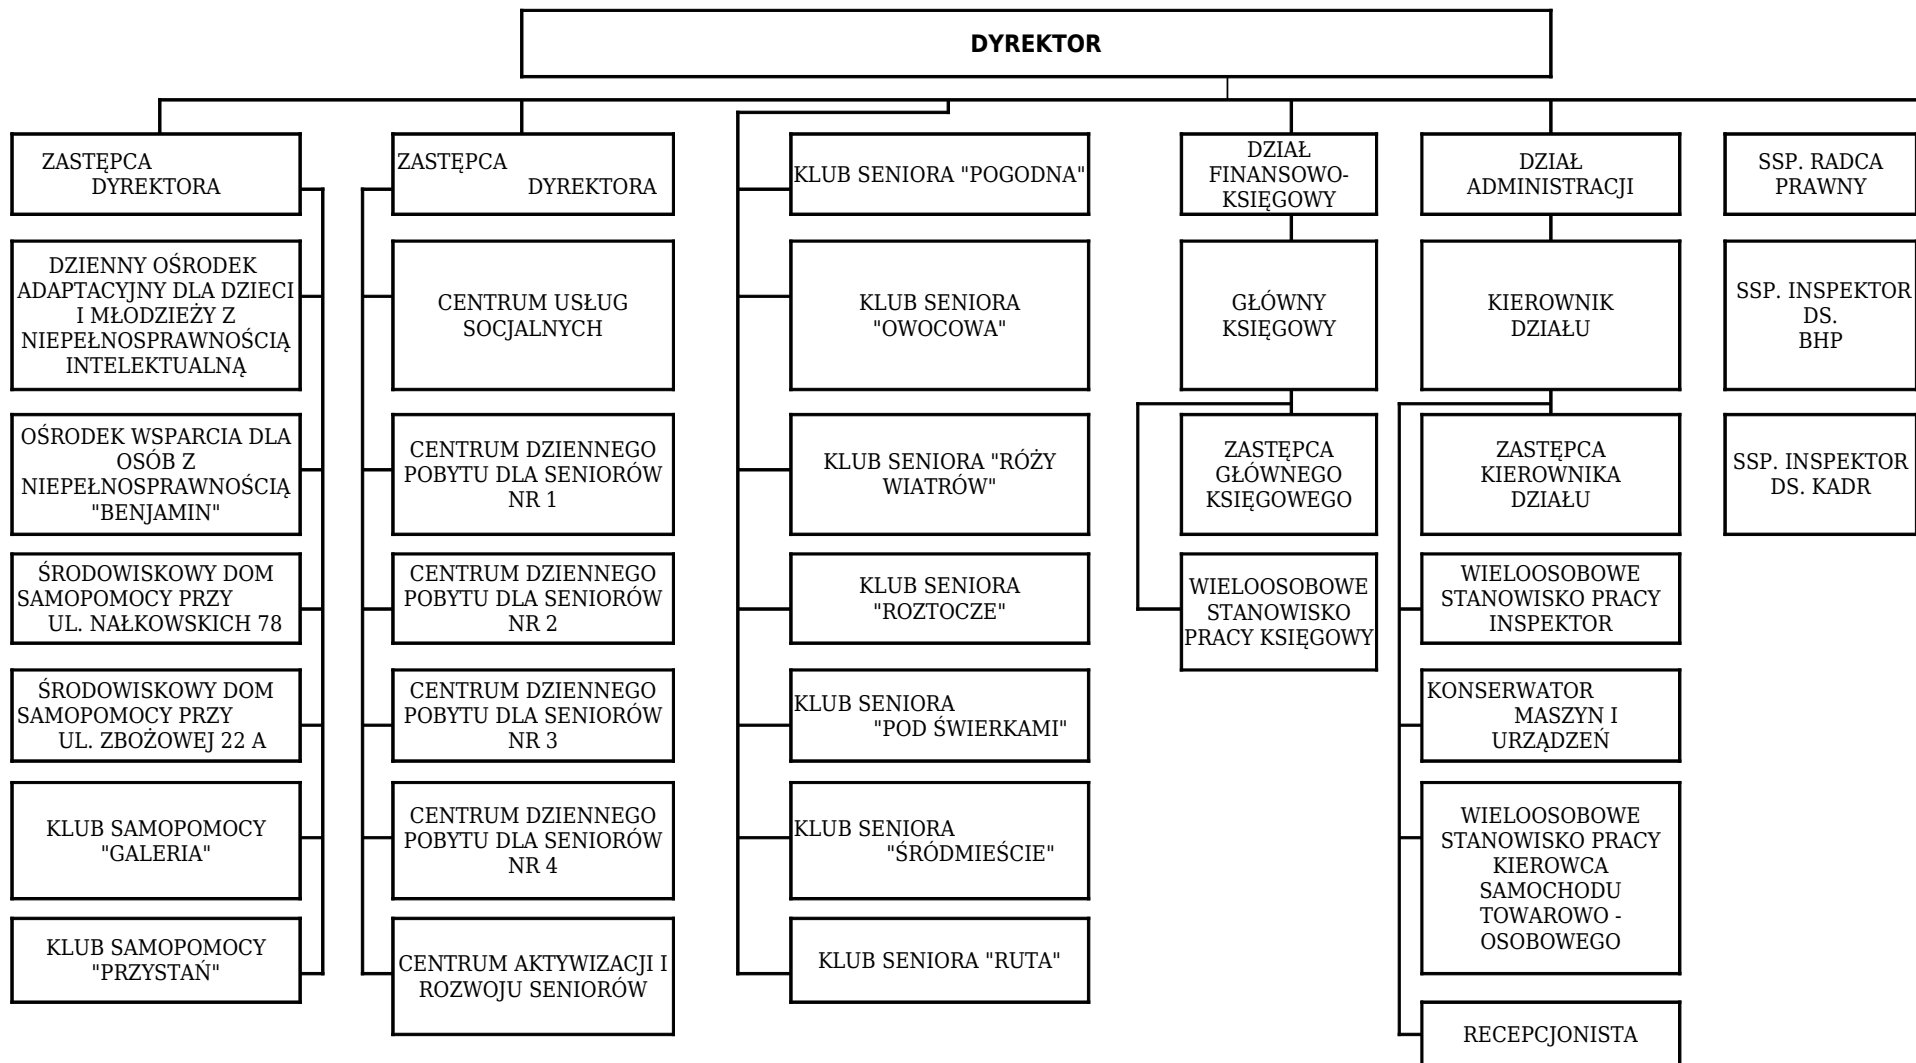 DYREKTOR
ZASTĘPCA
DYREKTORA
DZIENNY OŚRODEK
ADAPTACYJNY DLA DZIECI
I MŁODZIEŻY Z
NIEPEŁNOSPRAWNOŚCIĄ
INTELEKTUALNĄ
OŚRODEK WSPARCIA DLA
OSÓB Z
NIEPEŁNOSPRAWNOŚCIĄ
"BENJAMIN"
ŚRODOWISKOWY DOM
SAMOPOMOCY PRZY
UL. NAŁKOWSKICH 78
ŚRODOWISKOWY DOM
SAMOPOMOCY PRZY
UL. ZBOŻOWEJ 22 A
KLUB SAMOPOMOCY
"GALERIA"
KLUB SAMOPOMOCY
"PRZYSTAŃ"
ZASTĘPCA
DYREKTORA
CENTRUM USŁUG
SOCJALNYCH
CENTRUM DZIENNEGO
POBYTU DLA SENIORÓW
NR 1
CENTRUM DZIENNEGO
POBYTU DLA SENIORÓW
NR 2
CENTRUM DZIENNEGO
POBYTU DLA SENIORÓW
NR 3
CENTRUM DZIENNEGO
POBYTU DLA SENIORÓW
NR 4
CENTRUM AKTYWIZACJI I
ROZWOJU SENIORÓW
KLUB SENIORA "POGODNA"
KLUB SENIORA
"OWOCOWA"
KLUB SENIORA "RÓŻY
WIATRÓW"
KLUB SENIORA
"ROZTOCZE"
KLUB SENIORA
"POD ŚWIERKAMI"
KLUB SENIORA
"ŚRÓDMIEŚCIE"
KLUB SENIORA "RUTA"
DZIAŁ
FINANSOWO-
KSIĘGOWY
GŁÓWNY
KSIĘGOWY
ZASTĘPCA
GŁÓWNEGO
KSIĘGOWEGO
WIELOOSOBOWE
STANOWISKO
PRACY KSIĘGOWY
DZIAŁ
ADMINISTRACJI
KIEROWNIK
DZIAŁU
ZASTĘPCA
KIEROWNIKA
DZIAŁU
WIELOOSOBOWE
STANOWISKO PRACY
INSPEKTOR
KONSERWATOR
MASZYN I
URZĄDZEŃ
WIELOOSOBOWE
STANOWISKO PRACY
KIEROWCA
SAMOCHODU
TOWAROWO -
OSOBOWEGO
RECEPCJONISTA
SSP. RADCA
PRAWNY
SSP. INSPEKTOR
DS.
BHP
SSP. INSPEKTOR
DS. KADR